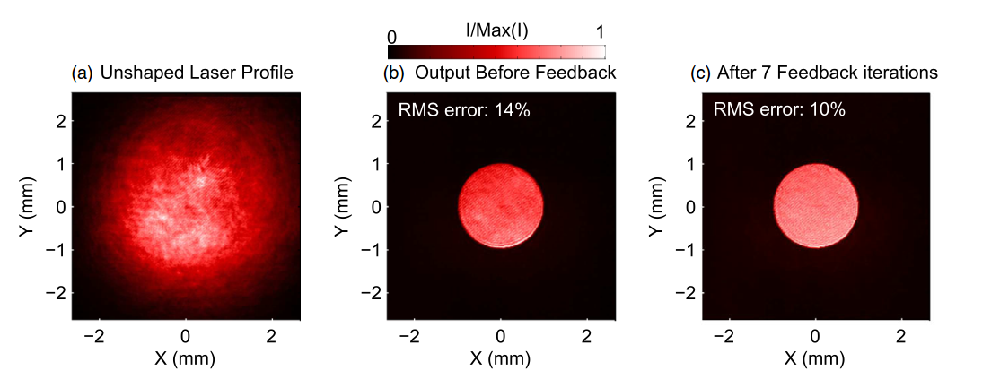 I/Max(I)
0 1
(a) Unshaped Laser Profile
(b) Output Before Feedback
(c) After 7 Feedback iterations
RMS error: 14%
RMS error: 10%
Y (mm)
2
1
0
−1
−2
−2 0 2
X (mm)
Y (mm)
2
1
0
−1
−2
−2 0 2
X (mm)
Y (mm)
2
1
0
−1
−2
−2 0 2
X (mm)